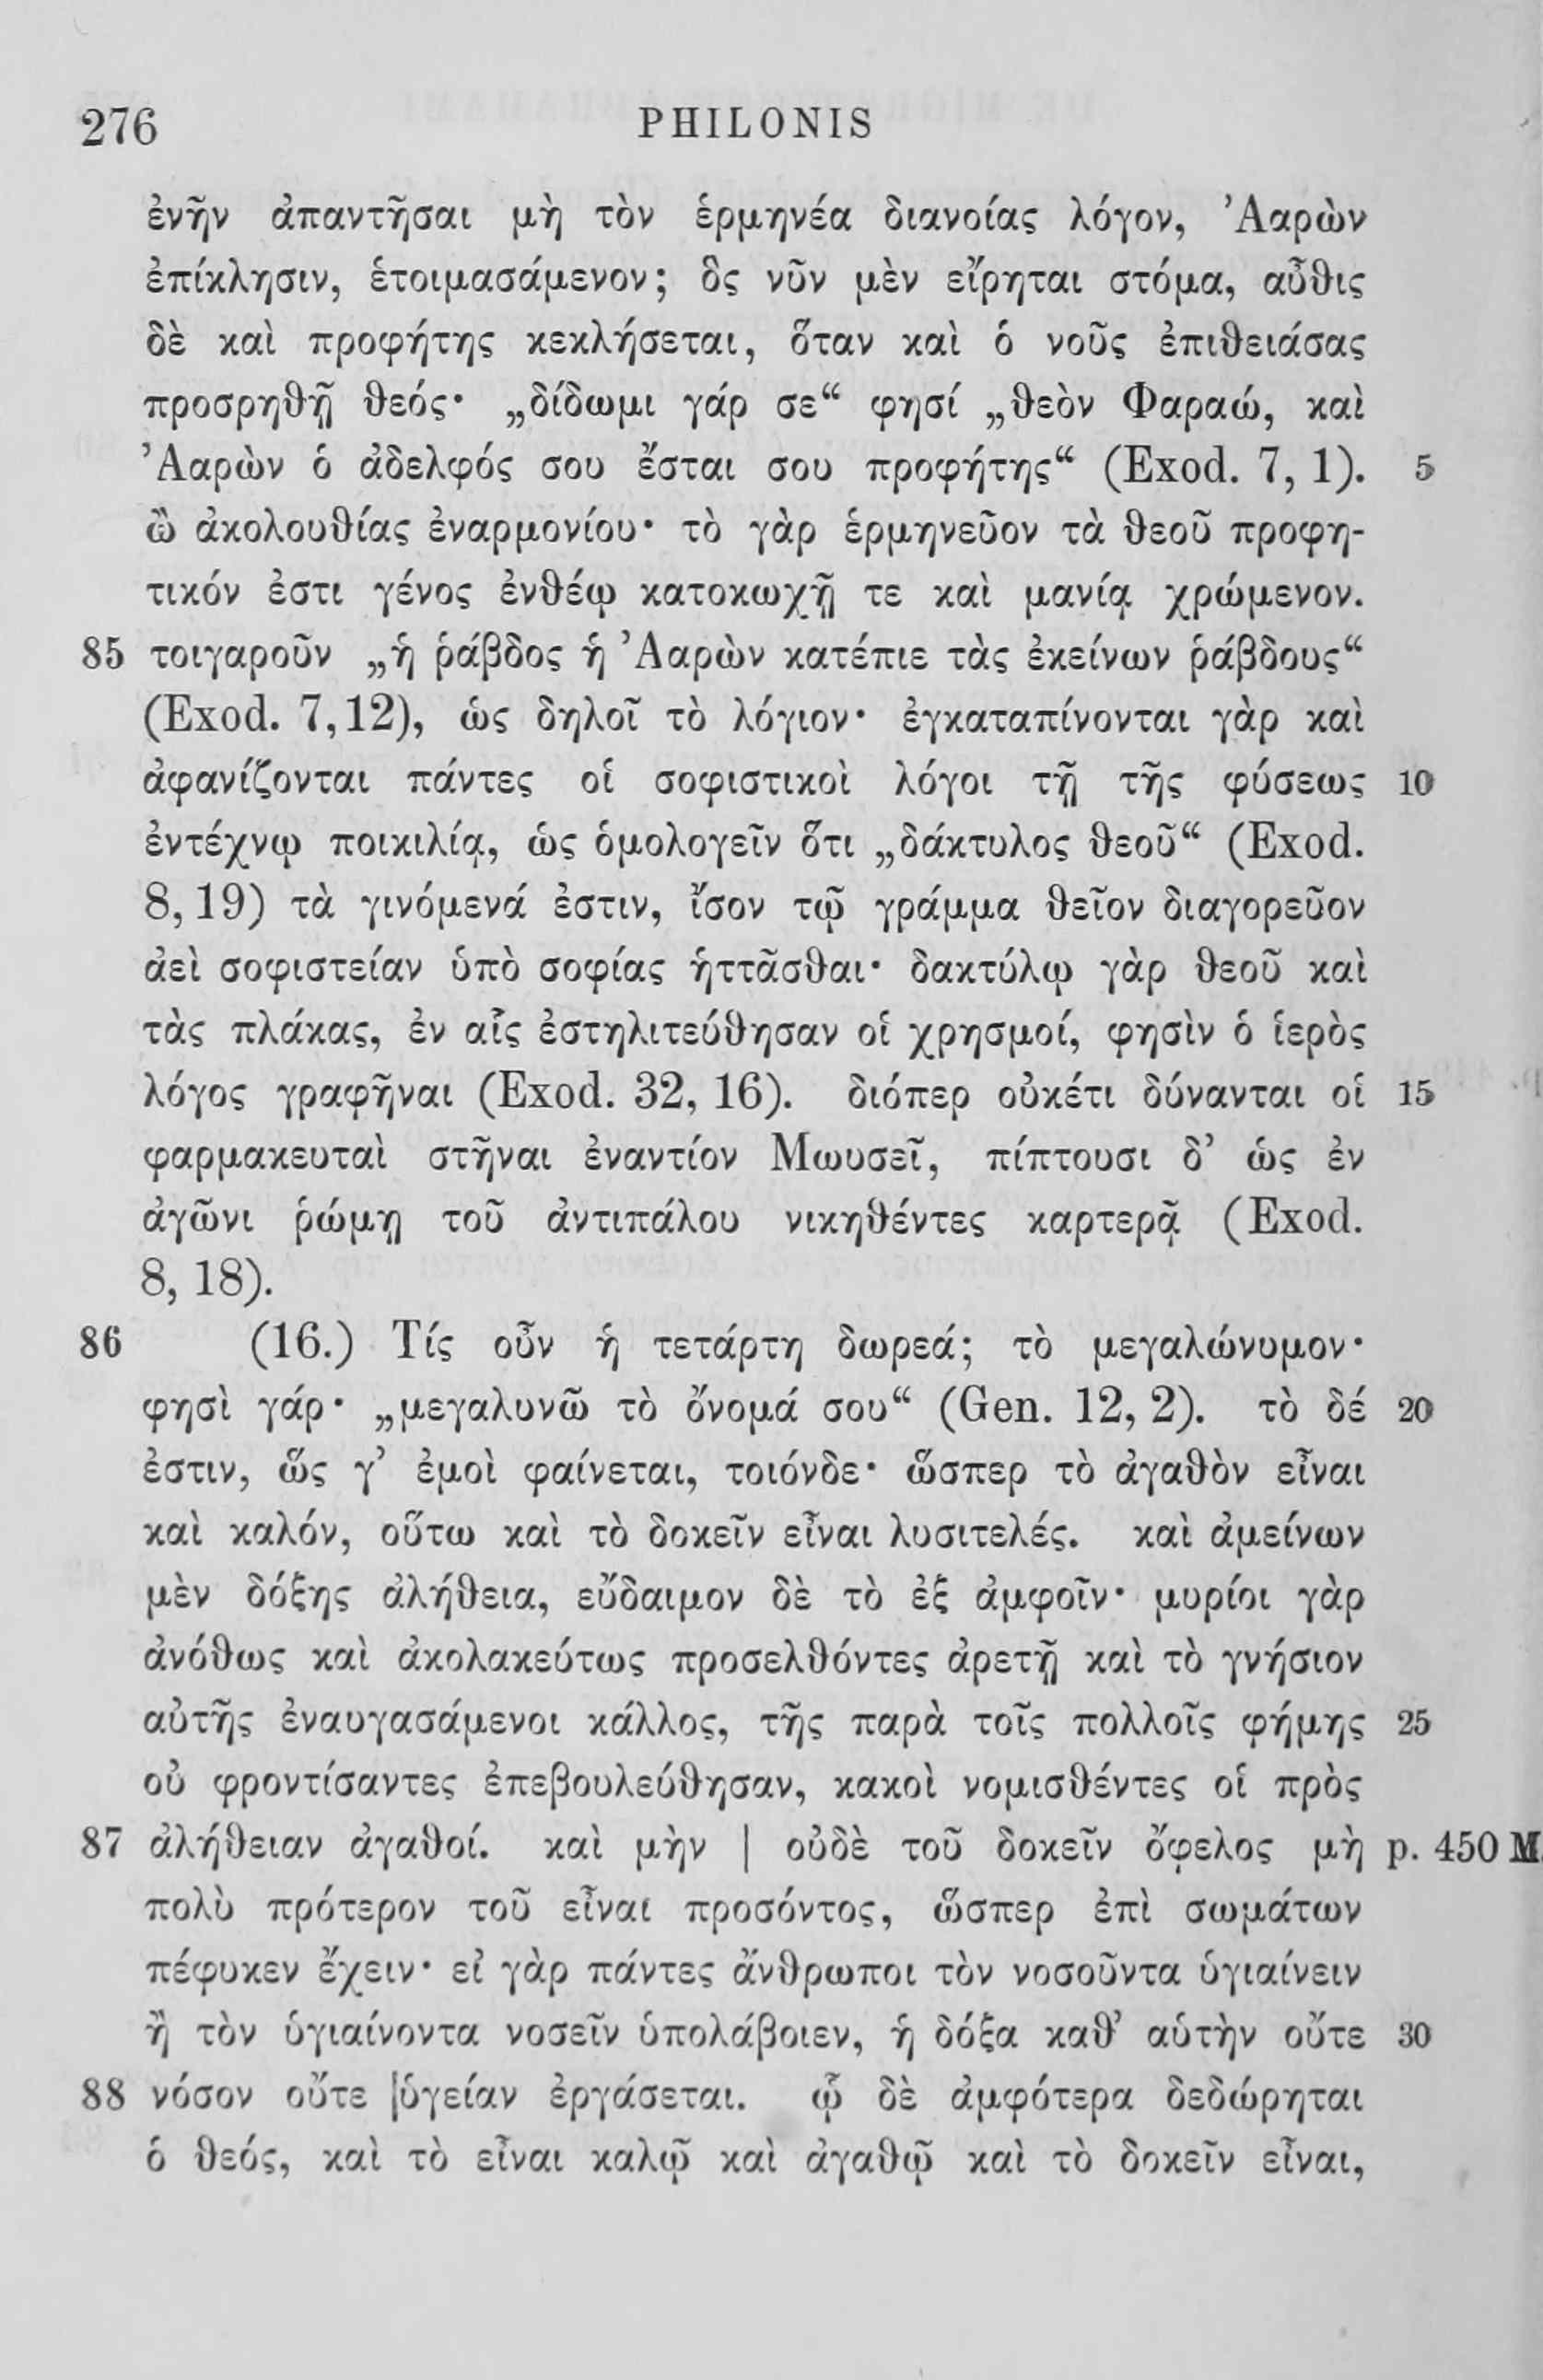 276 PHILONIS
ἐνῆν ἀπαντῆσαι μὴ τὸν ἑρμηνέα διανοίας λόγον, Ἀαρὼν
ἐπίκλησιν, ἑτοιμασάμενον; ὃς νῦν μὲν εἴρηται στόμα, αὖθις
δὲ καὶ προφήτης κεκλήσεται, ὅταν καὶ ὁ νοῦς ἐπιθειάσας
προσρηθῇ θεός· „δίδωμι γάρ σε“ φησί „θεὸν Φαραώ, καὶ
Ἀαρὼν ὁ ἀδελφός σου ἔσται σου προφήτης“ (Exod. 7, 1). 5
ὢ ἀκολουθίας ἐναρμονίου· τὸ γὰρ ἑρμηνεῦον τὰ θεοῦ προφη-
τικόν ἐστι γένος ἐνθέῳ κατοκωχῇ τε καὶ μανίᾳ χρώμενον.
85 τοιγαροῦν „ἡ ῥάβδος ἡ Ἀαρὼν κατέπιε τὰς ἐκείνων ῥάβδους“
(Exod. 7,12), ὡς δηλοῖ τὸ λόγιον· ἐγκαταπίνονται γὰρ καὶ
ἀφανίζονται πάντες οἱ σοφιστικοὶ λόγοι τῇ τῆς φύσεως 10
ἐντέχνῳ ποικιλίᾳ, ὡς ὁμολογεῖν ὅτι „δάκτυλος θεοῦ“ (Exod.
8, 19) τὰ γινόμενά ἐστιν, ἴσον τῷ γράμμα θεῖον διαγορεῦον
ἀεὶ σοφιστείαν ὑπὸ σοφίας ἡττᾶσθαι· δακτύλῳ γὰρ θεοῦ καὶ
τὰς πλάκας, ἐν αἷς ἐστηλιτεύθησαν οἱ χρησμοί, φησὶν ὁ ἱερὸς
λόγος γραφῆναι (Exod. 32, 16). διόπερ οὐκέτι δύνανται οἱ 15
φαρμακευταὶ στῆναι ἐναντίον Μωυσεῖ, πίπτουσι δ’ ὡς ἐν
ἀγῶνι ῥώμῃ τοῦ ἀντιπάλου νικηθέντες καρτερᾷ (Exod.
8, 18).
86 (16.) Τίς οὖν ἡ τετάρτη δωρεά; τὸ μεγαλώνυμον·
φησὶ γάρ· „μεγαλυνῶ τὸ ὄνομά σου“ (Gen. 12, 2). τὸ δέ 20
ἐστιν, ὥς γ’ ἐμοὶ φαίνεται, τοιόνδε· ὥσπερ τὸ ἀγαθὸν εἶναι
καὶ καλόν, οὕτω καὶ τὸ δοκεῖν εἶναι λυσιτελές. καὶ ἀμείνων
μὲν δόξης ἀλήθεια, εὔδαιμον δὲ τὸ ἐξ ἀμφοῖν· μυρίοι γὰρ
ἀνόθως καὶ ἀκολακεύτως προσελθόντες ἀρετῇ καὶ τὸ γνήσιον
αὐτῆς ἐναυγασάμενοι κάλλος, τῆς παρὰ τοῖς πολλοῖς φήμης 25
οὐ φροντίσαντες ἐπεβουλεύθησαν, κακοὶ νομισθέντες οἱ πρὸς
87 ἀλήθειαν ἀγαθοί. καὶ μὴν | οὐδὲ τοῦ δοκεῖν ὄφελος μὴ p. 450 M.
πολὺ πρότερον τοῦ εἶναι προσόντος, ὥσπερ ἐπὶ σωμάτων
πέφυκεν ἔχειν· εἰ γὰρ πάντες ἄνθρωποι τὸν νοσοῦντα ὑγιαίνειν
ἢ τὸν ὑγιαίνοντα νοσεῖν ὑπολάβοιεν, ἡ δόξα καθ’ αὑτὴν οὔτε 30
88 νόσον οὔτε |ὑγείαν ἐργάσεται. ᾧ δὲ ἀμφότερα δεδώρηται
ὁ θεός, καὶ τὸ εἶναι καλῷ καὶ ἀγαθῷ καὶ τὸ δοκεῖν εἶναι,